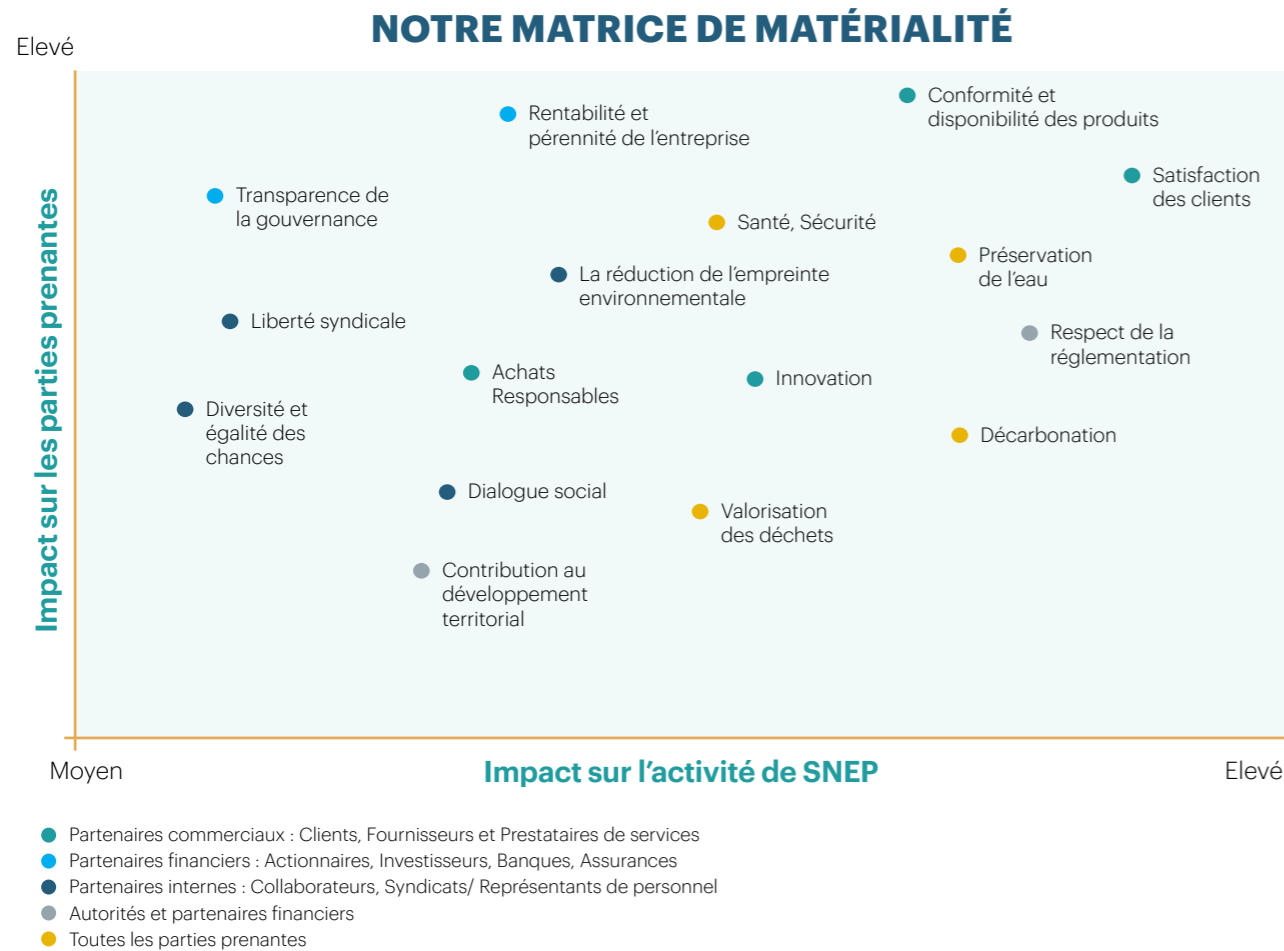 NOTRE MATRICE DE MATÉRIALITÉ
Elevé
Impact sur les parties prenantes
Rentabilité et
pérennité de l'entreprise
Conformité et
disponibilité des produits
Satisfaction
des clients
Transparence de
la gouvernance
Santé, Sécurité
Préservation
de l'eau
La réduction de l'empreinte
environnementale
Liberté syndicale
Respect de la
réglementation
Achats
Responsables
Innovation
Diversité et
égalité des
chances
Décarbonation
Dialogue social
Valorisation
des déchets
Contribution au
développement
territorial
Moyen
Impact sur l'activité de SNEP
Elevé
Partenaires commerciaux : Clients, Fournisseurs et Prestataires de services
Partenaires financiers : Actionnaires, Investisseurs, Banques, Assurances
Partenaires internes : Collaborateurs, Syndicats/ Représentants de personnel
Autorités et partenaires financiers
Toutes les parties prenantes